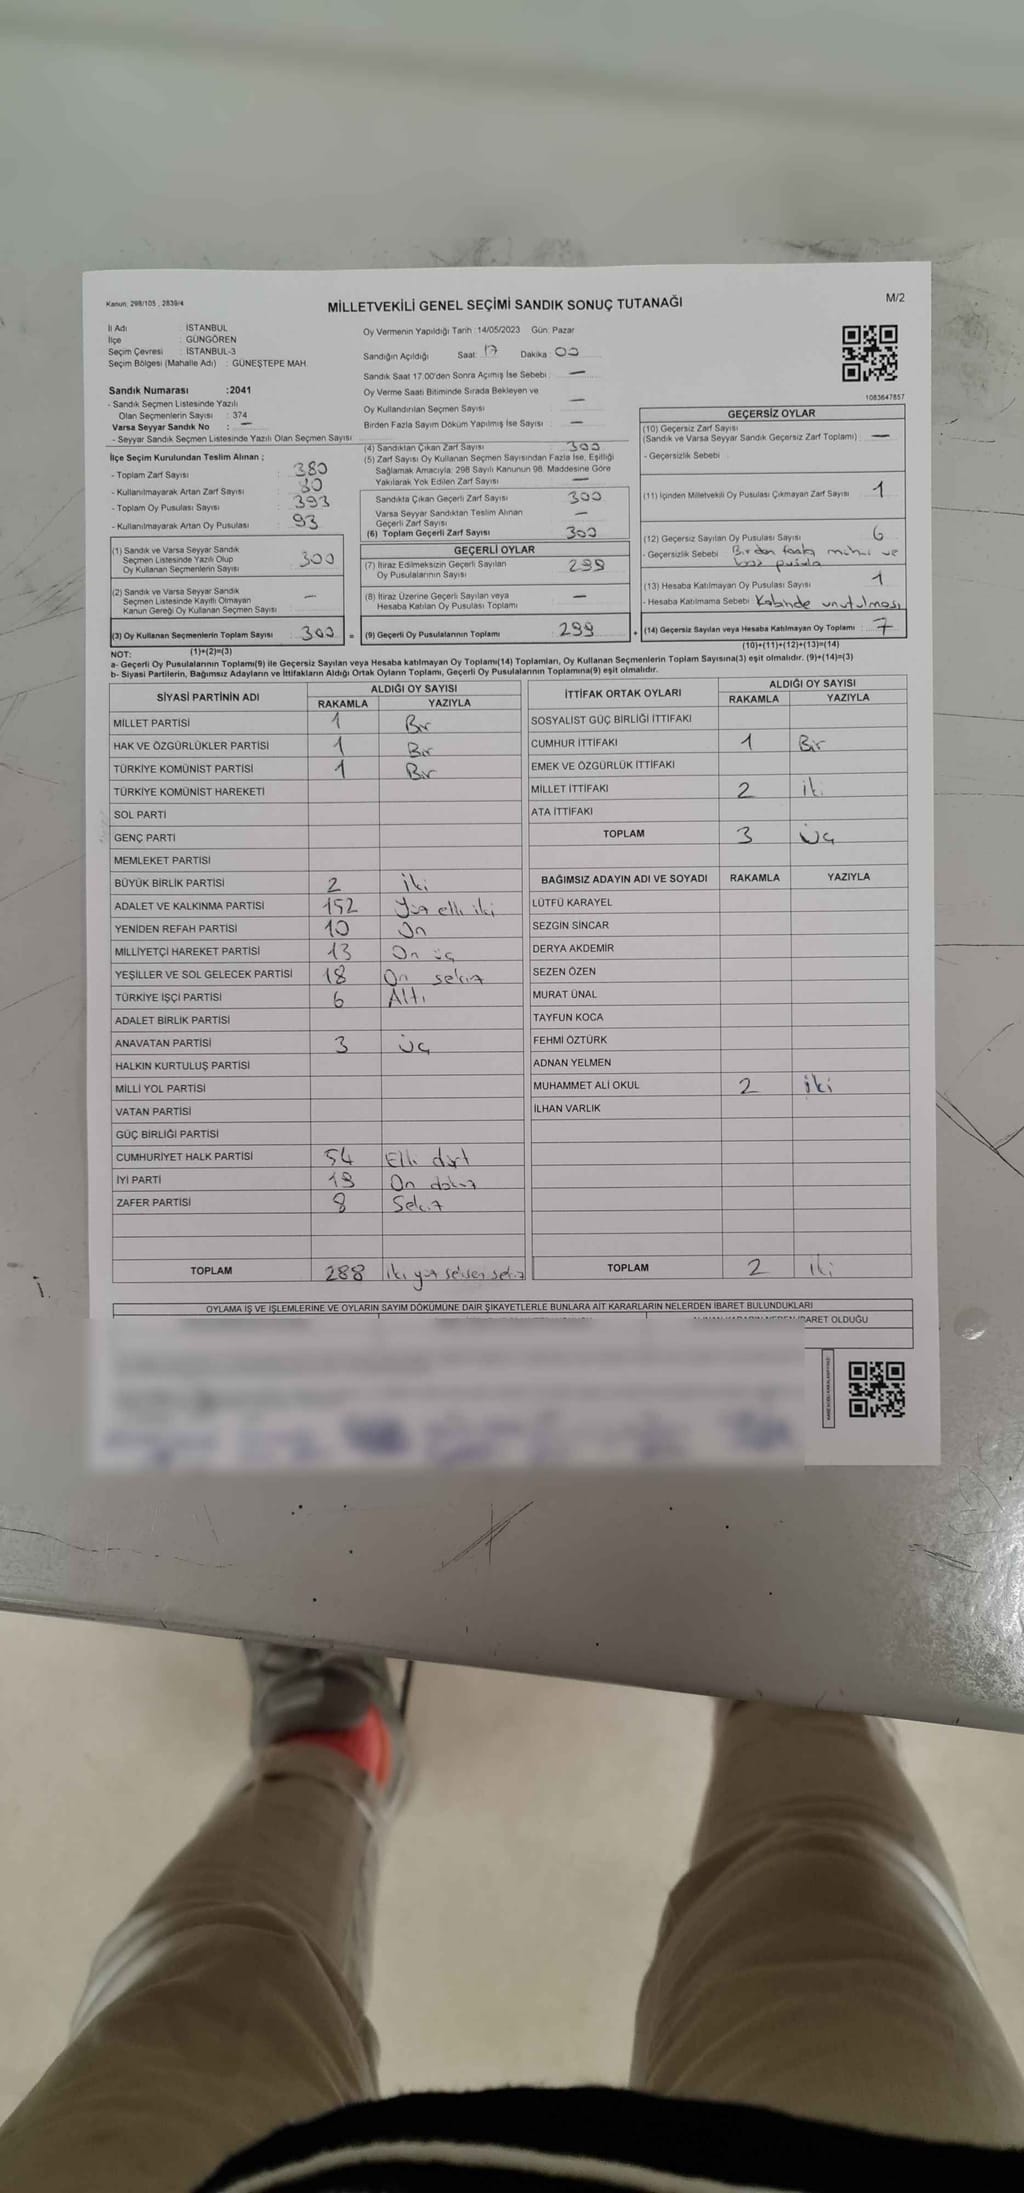 Kanun: 298/105 , 2839/4
MİLLETVEKİLİ GENEL SEÇİMİ SANDIK SONUÇ TUTANAĞI
M/2
İl Adı : İSTANBUL
İlçe : GÜNGÖREN
Seçim Çevresi : İSTANBUL-3
Seçim Bölgesi (Mahalle Adı) : GÜNEŞTEPE MAH.
Sandık Numarası :2041
- Sandık Seçmen Listesinde Yazılı
Olan Seçmenlerin Sayısı : 374
Varsa Seyyar Sandık No : —
- Seyyar Sandık Seçmen Listesinde Yazılı Olan Seçmen Sayısı
İlçe Seçim Kurulundan Teslim Alınan ;
- Toplam Zarf Sayısı : 380
- Kullanılmayarak Artan Zarf Sayısı : 80
- Toplam Oy Pusulası Sayısı : 393
- Kullanılmayarak Artan Oy Pusulası : 93
Oy Vermenin Yapıldığı Tarih : 14/05/2023 Gün: Pazar
Sandığın Açıldığı Saat: 17 Dakika 00
Sandık Saat 17.00'den Sonra Açımış İse Sebebi : —
Oy Verme Saati Bitiminde Sırada Bekleyen ve
Oy Kullandırılan Seçmen Sayısı —
Birden Fazla Sayım Döküm Yapılmış İse Sayısı : —
(4) Sandıktan Çıkan Zarf Sayısı : 300
(5) Zarf Sayısı Oy Kullanan Seçmen Sayısından Fazla İse, Eşitliği
Sağlamak Amacıyla; 298 Sayılı Kanunun 98. Maddesine Göre
Yakılarak Yok Edilen Zarf Sayısı : —
Sandıkta Çıkan Geçerli Zarf Sayısı : 300
Varsa Seyyar Sandıktan Teslim Alınan
Geçerli Zarf Sayısı : —
(6) Toplam Geçerli Zarf Sayısı : 300
1083647857
GEÇERSİZ OYLAR
(10) Geçersiz Zarf Sayısı
(Sandık ve Varsa Seyyar Sandık Geçersiz Zarf Toplamı) : —
- Geçersizlik Sebebi :
(11) İçinden Milletvekili Oy Pusulası Çıkmayan Zarf Sayısı : 1
(12) Geçersiz Sayılan Oy Pusulası Sayısı : 6
- Geçersizlik Sebebi : Birden fazla mühür ve
boş pusula
(13) Hesaba Katılmayan Oy Pusulası Sayısı : 1
- Hesaba Katılmama Sebebi: Kabinde unutulması
(14) Geçersiz Sayılan veya Hesaba Katılmayan Oy Toplamı : 7
(10)+(11)+(12)+(13)=(14)
(1) Sandık ve Varsa Seyyar Sandık
Seçmen Listesinde Yazılı Olup
Oy Kullanan Seçmenlerin Sayısı : 300
(2) Sandık ve Varsa Seyyar Sandık
Seçmen Listesinde Kayıtlı Olmayan
Kanun Gereği Oy Kullanan Seçmen Sayısı : —
(3) Oy Kullanan Seçmenlerin Toplam Sayısı : 300 =
(1)+(2)=(3)
GEÇERLİ OYLAR
(7) İtiraz Edilmeksizin Geçerli Sayılan
Oy Pusulalarının Sayısı : 299
(8) İtiraz Üzerine Geçerli Sayılan veya
Hesaba Katılan Oy Pusulası Toplamı : —
(9) Geçerli Oy Pusulalarının Toplamı : 299 +
NOT:
a- Geçerli Oy Pusulalarının Toplamı(9) ile Geçersiz Sayılan veya Hesaba katılmayan Oy Toplamı(14) Toplamları, Oy Kullanan Seçmenlerin Toplam Sayısına(3) eşit olmalıdır. (9)+(14)=(3)
b- Siyasi Partilerin, Bağımsız Adayların ve İttifakların Aldığı Ortak Oyların Toplamı, Geçerli Oy Pusulalarının Toplamına(9) eşit olmalıdır.
SİYASİ PARTİNİN ADI ALDIĞI OY SAYISI
RAKAMLA YAZIYLA
MİLLET PARTİSİ 1 Bir
HAK VE ÖZGÜRLÜKLER PARTİSİ 1 Bir
TÜRKİYE KOMÜNİST PARTİSİ 1 Bir
TÜRKİYE KOMÜNİST HAREKETİ
SOL PARTİ
GENÇ PARTİ
MEMLEKET PARTİSİ
BÜYÜK BİRLİK PARTİSİ 2 İki
ADALET VE KALKINMA PARTİSİ 152 Yüz elli iki
YENİDEN REFAH PARTİSİ 10 On
MİLLİYETÇİ HAREKET PARTİSİ 13 On üç
YEŞİLLER VE SOL GELECEK PARTİSİ 18 On sekiz
TÜRKİYE İŞÇİ PARTİSİ 6 Altı
ADALET BİRLİK PARTİSİ
ANAVATAN PARTİSİ 3 üç
HALKIN KURTULUŞ PARTİSİ
MİLLİ YOL PARTİSİ
VATAN PARTİSİ
GÜÇ BİRLİĞİ PARTİSİ
CUMHURİYET HALK PARTİSİ 54 Elli dört
İYİ PARTİ 19 On dokuz
ZAFER PARTİSİ 8 Sekiz
TOPLAM 288 iki yüz seksen sekiz
İTTİFAK ORTAK OYLARI ALDIĞI OY SAYISI
RAKAMLA YAZIYLA
SOSYALİST GÜÇ BİRLİĞİ İTTİFAKI
CUMHUR İTTİFAKI 1 Bir
EMEK VE ÖZGÜRLÜK İTTİFAKI
MİLLET İTTİFAKI 2 iki
ATA İTTİFAKI
TOPLAM 3 üç
BAĞIMSIZ ADAYIN ADI VE SOYADI RAKAMLA YAZIYLA
LÜTFÜ KARAYEL
SEZGİN SİNCAR
DERYA AKDEMİR
SEZEN ÖZEN
MURAT ÜNAL
TAYFUN KOCA
FEHMİ ÖZTÜRK
ADNAN YELMEN
MUHAMMET ALİ OKUL 2 iki
İLHAN VARLIK
TOPLAM 2 iki
OYLAMA İŞ VE İŞLEMLERİNE VE OYLARIN SAYIM DÖKÜMÜNE DAİR ŞİKAYETLERLE BUNLARA AİT KARARLARIN NELERDEN İBARET BULUNDUKLARI
OLDUĞU